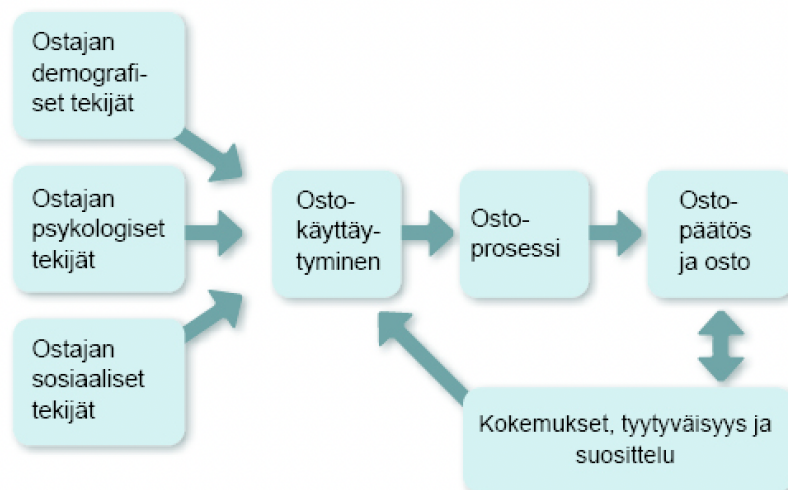 Ostajan
demografi-
set tekijät
Ostajan
psykologiset
tekijät
Ostajan
sosiaaliset
tekijät
Osto-
käyttäy-
tyminen
Osto-
prosessi
Osto-
päätös
ja osto
Kokemukset, tyytyväisyys ja
suosittelu